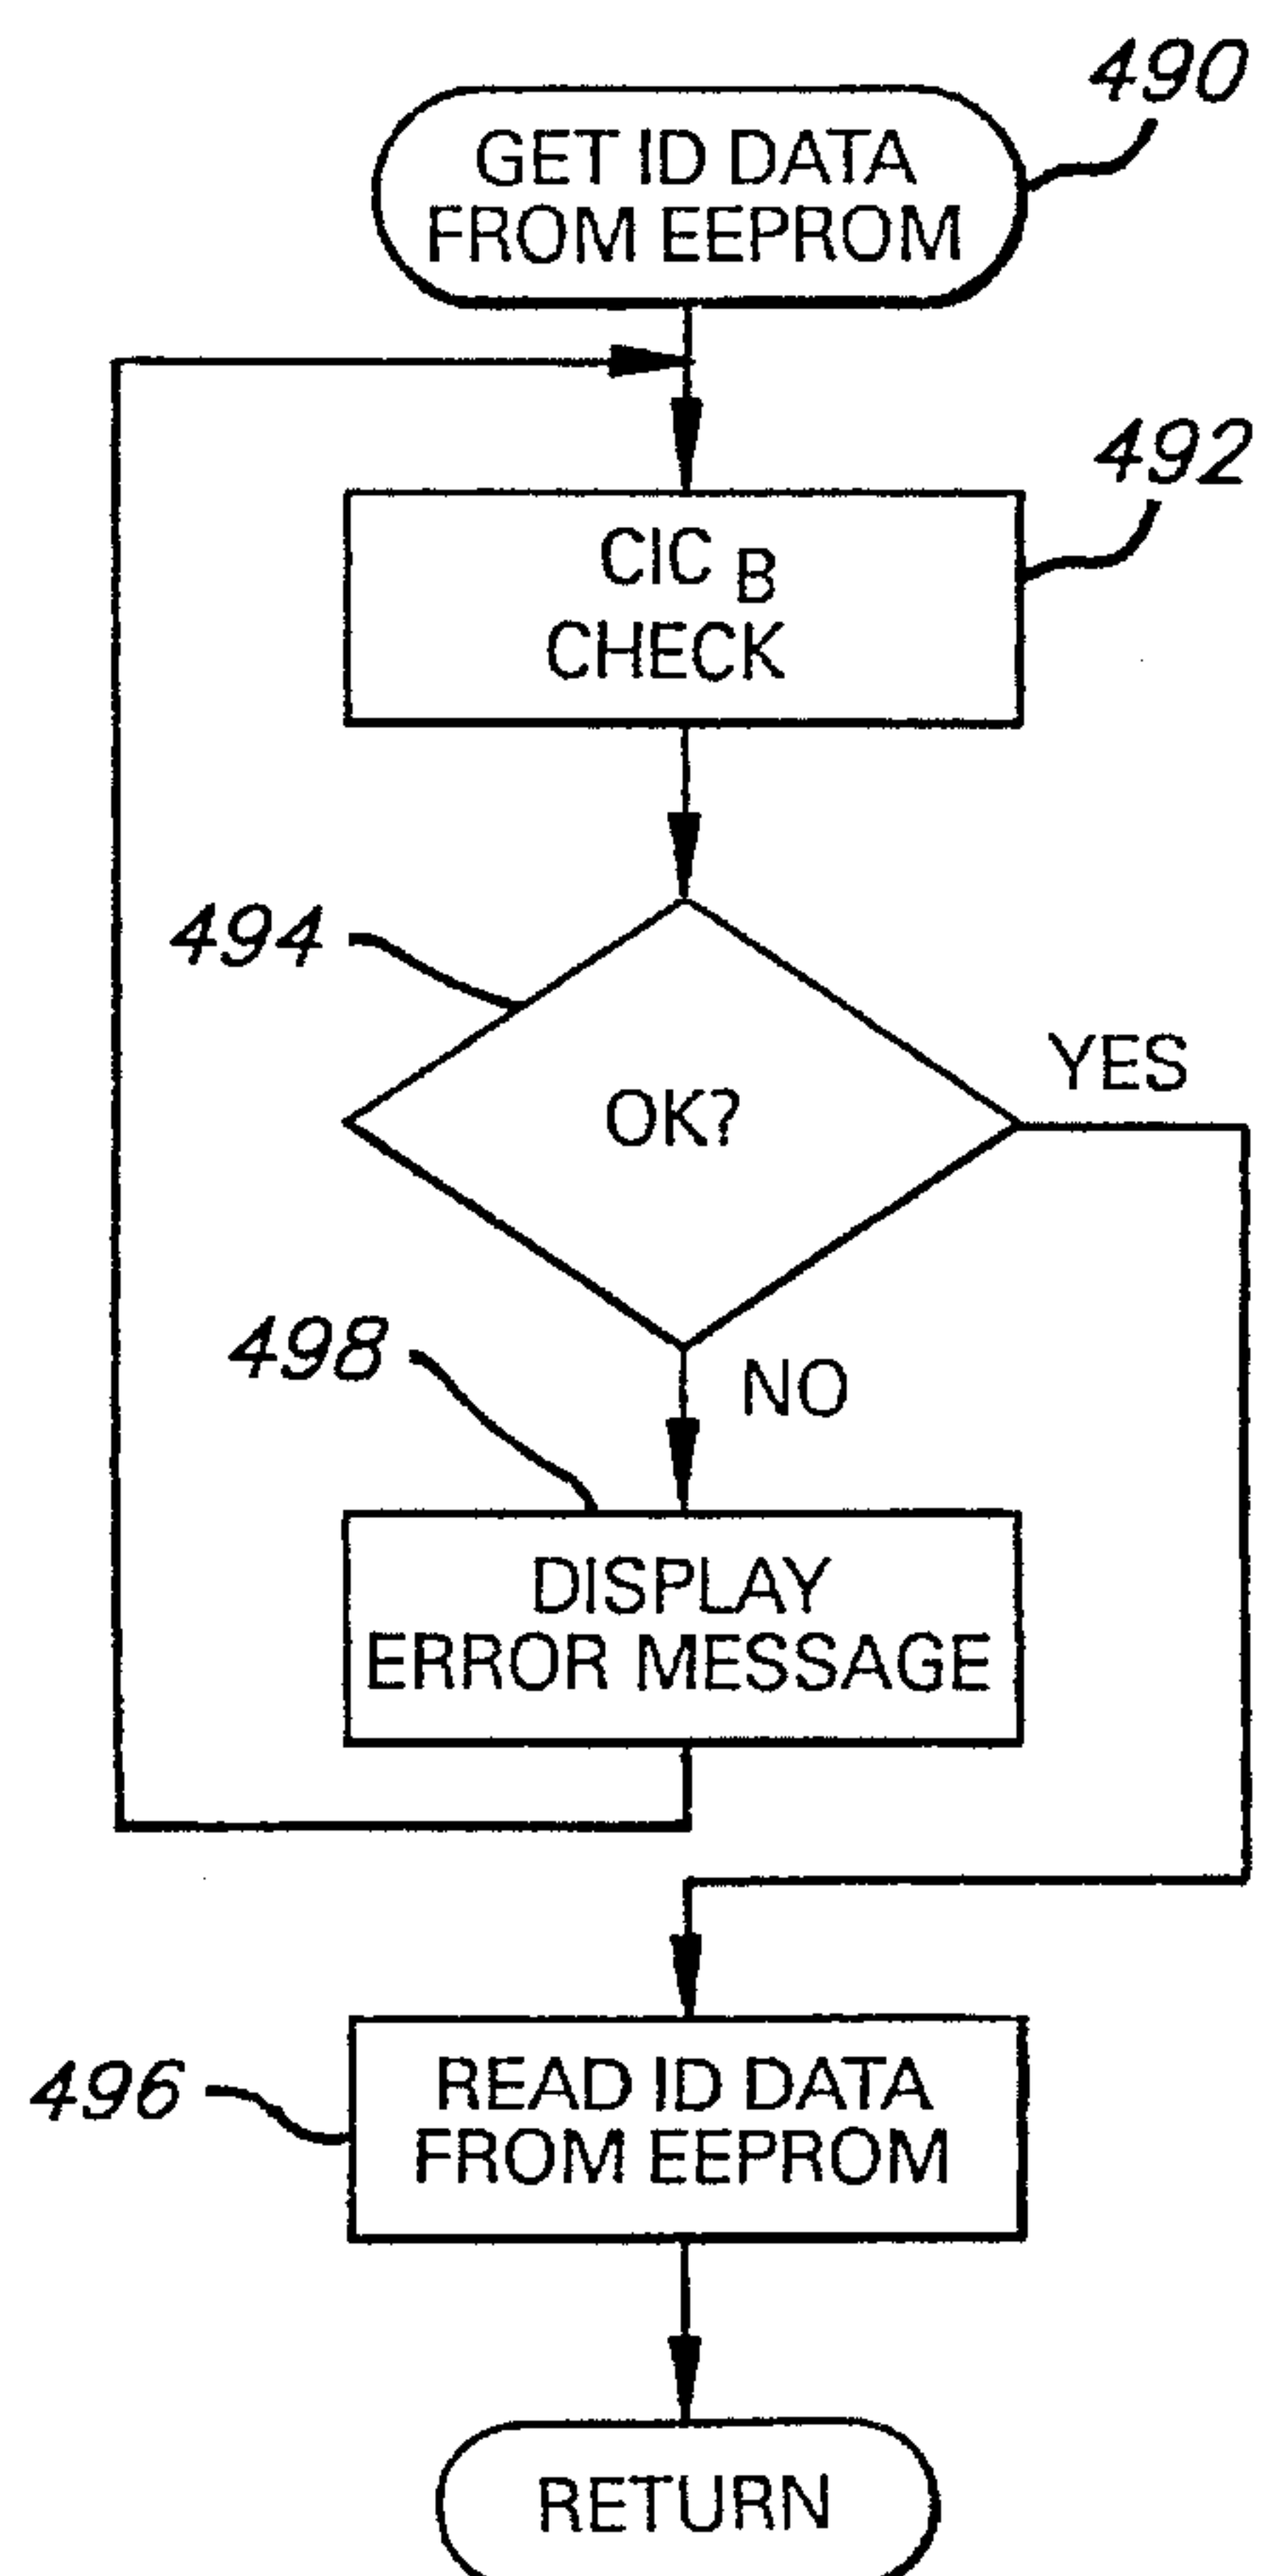 490
GET ID DATA
FROM EEPROM
492
CIC B
CHECK
494
OK?
YES
498
NO
DISPLAY
ERROR MESSAGE
496
READ ID DATA
FROM EEPROM
RETURN